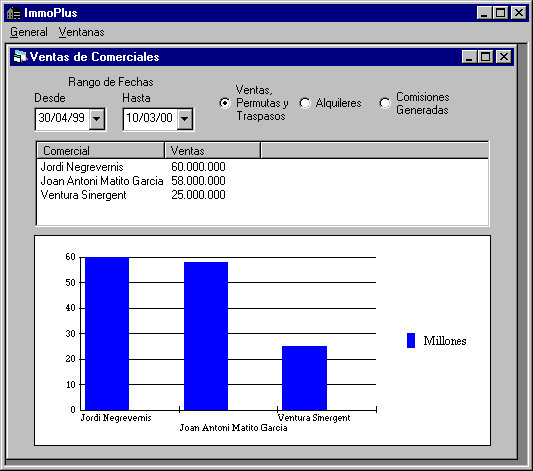 ImmoPlus
General Ventanas
Ventas de Comerciales
Rango de Fechas
Desde Hasta
30/04/99 10/03/00
Ventas,
Permutas y
Traspasos
Alquileres
Comisiones
Generadas
Comercial Ventas
Jordi Negrevernis 60.000.000
Joan Antoni Matito Garcia 58.000.000
Ventura Sinergent 25.000.000
60
50
40
30
20
10
0
Jordi Negrevernis Ventura Sinergent
Joan Antoni Matito Garcia
Millones